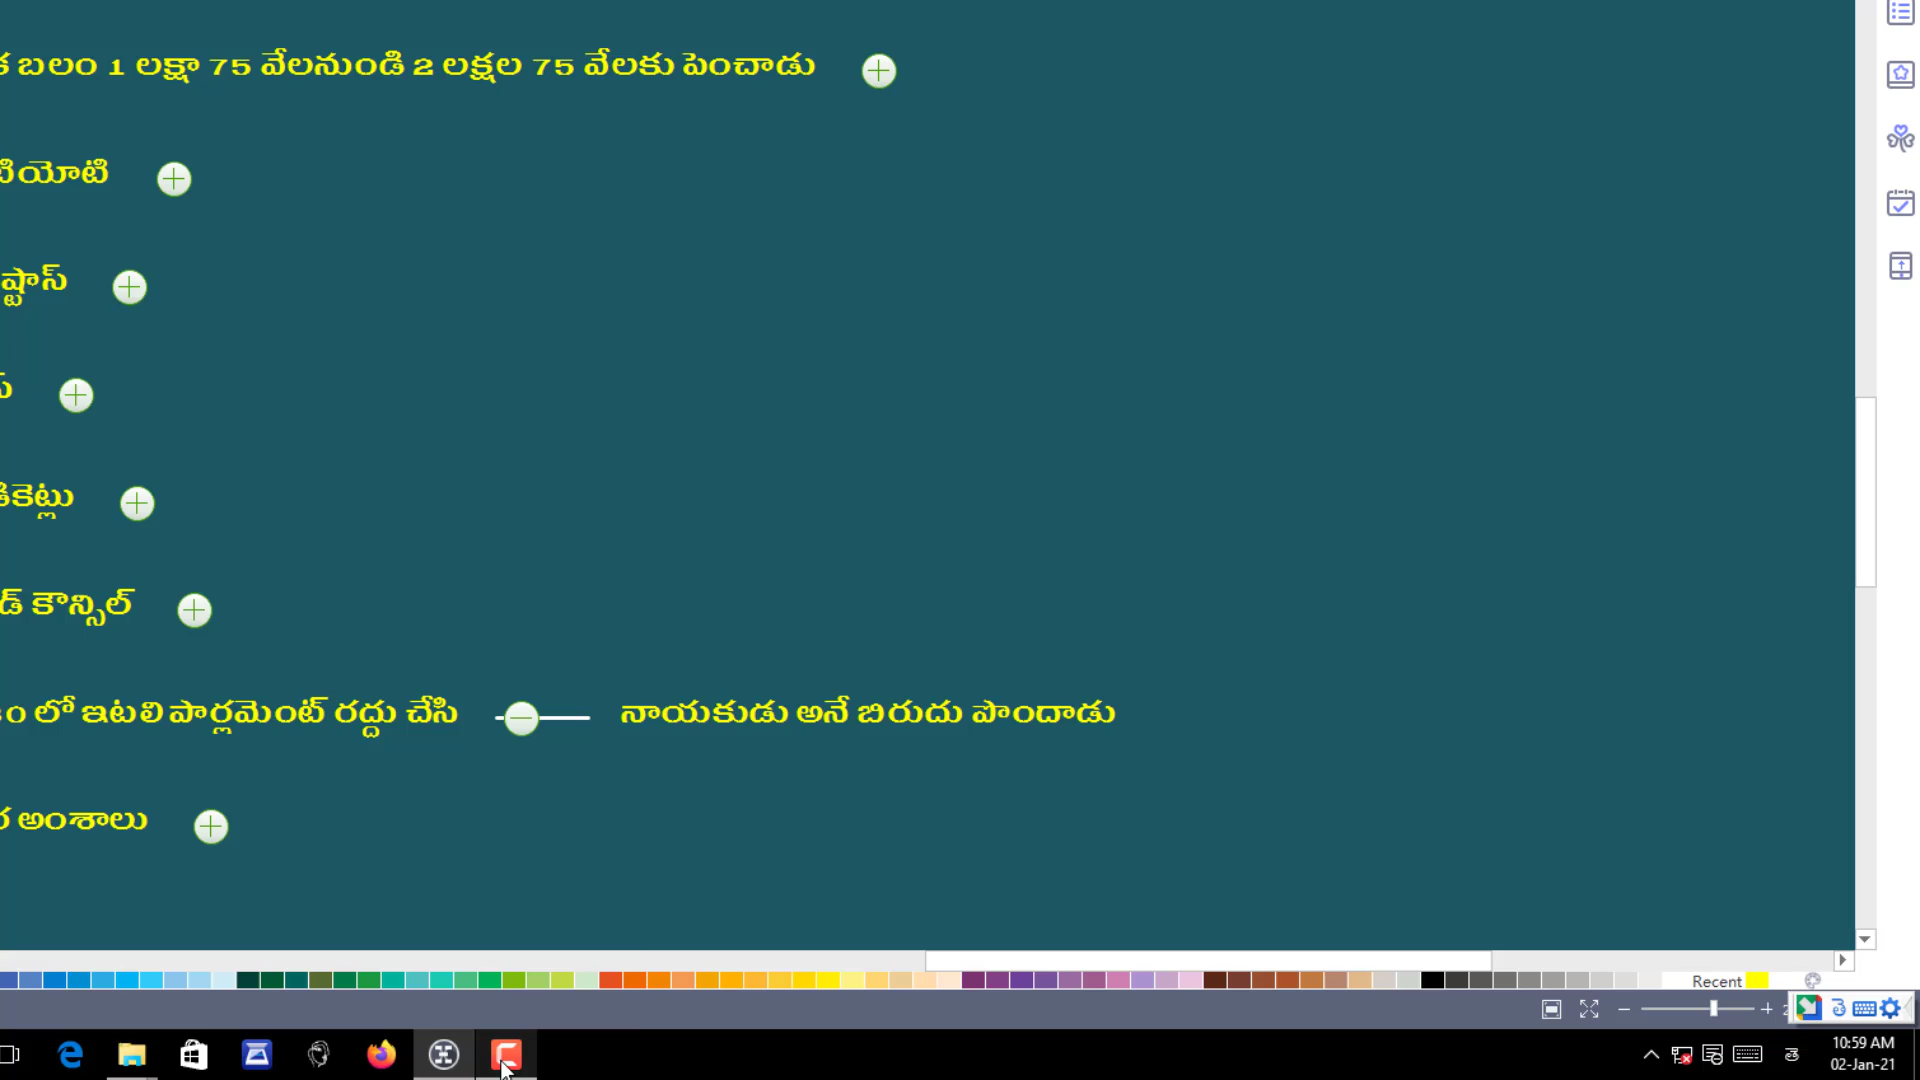 బలం 1 లక్షా 75 వేలనుండి 2 లక్షల 75 వేలకు పెంచాడు
కౌన్సిల్
లో ఇటలి పార్లమెంట్ రద్దు చేసి నాయకుడు అనే బిరుదు పొందాడు
అంశాలు
Recent
10:59 AM
02-Jan-21